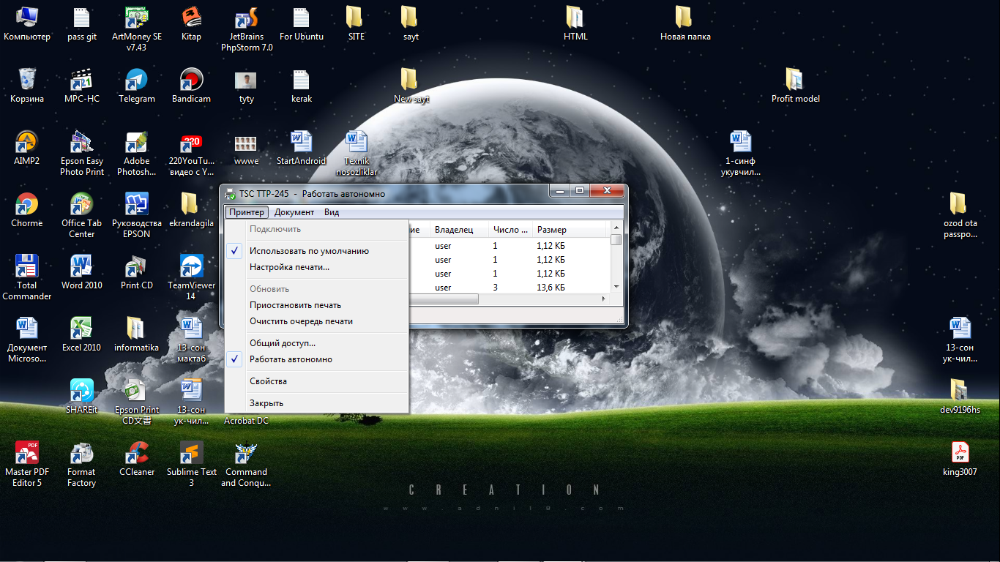 Компьютер
pass git
ArtMoney SE
v7.43
Kitap
JetBrains
PhpStorm 7.0
For Ubuntu
SITE
sayt
HTML
Новая папка
Корзина
MPC-HC
Telegram
Bandicam
tyty
kerak
New sayt
Profit model
AIMP2
Epson Easy
Photo Print
Adobe
Photosh...
220YouTu...
видео с Y...
wwwe
StartAndroid
Texnik
nosozliklar
1-синф
укувчил...
Chorme
Office Tab
Center
Руководства
EPSON
ekrandagila
ozod ota
passpo...
TSC TTP-245 - Работать автономно
Принтер
Документ
Вид
Подключить
Использовать по умолчанию
Настройка печати...
Обновить
Приостановить печать
Очистить очередь печати
Общий доступ...
Работать автономно
Свойства
Закрыть
ие Владелец Число ... Размер
user 1 1,12 КБ
user 1 1,12 КБ
user 1 1,12 КБ
user 3 13,6 КБ
Total
Commander
Word 2010
Print CD
TeamViewer
14
Документ
Microso...
Excel 2010
informatika
13-сон
мактаб
13-сон
ук-чил...
SHAREit
Epson Print
CD文書
13-сон
ук-чил...
Acrobat DC
dev9196hs
Master PDF
Editor 5
Format
Factory
CCleaner
Sublime Text
3
Command
and Conqu...
king3007
CREATION
www.adni18.com